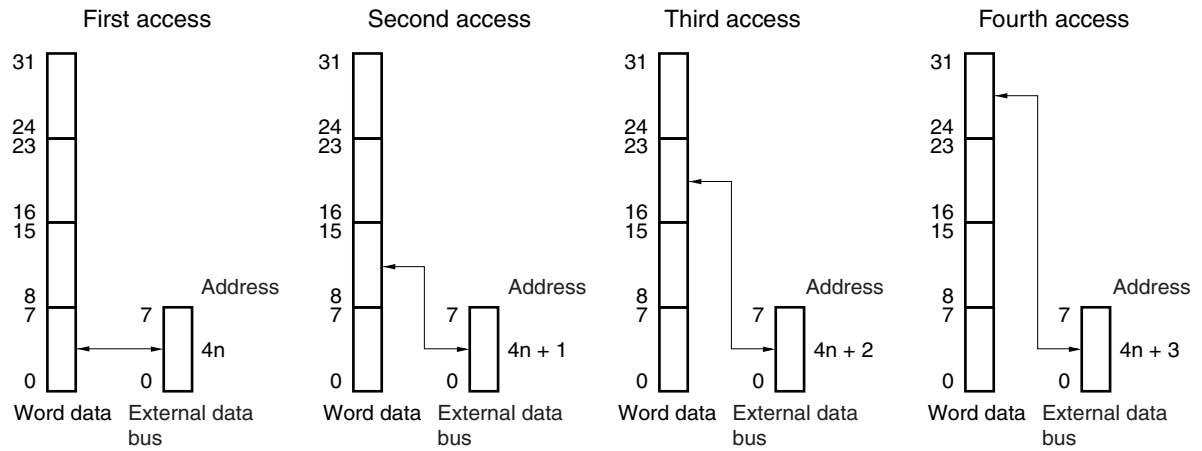 First access
31
24
23
16
15
8
7
0
Address
7
4n
0
Word data
External data
bus
Second access
31
24
23
16
15
8
7
0
Address
7
4n + 1
0
Word data
External data
bus
Third access
31
24
23
16
15
8
7
0
Address
7
4n + 2
0
Word data
External data
bus
Fourth access
31
24
23
16
15
8
7
0
Address
7
4n + 3
0
Word data
External data
bus